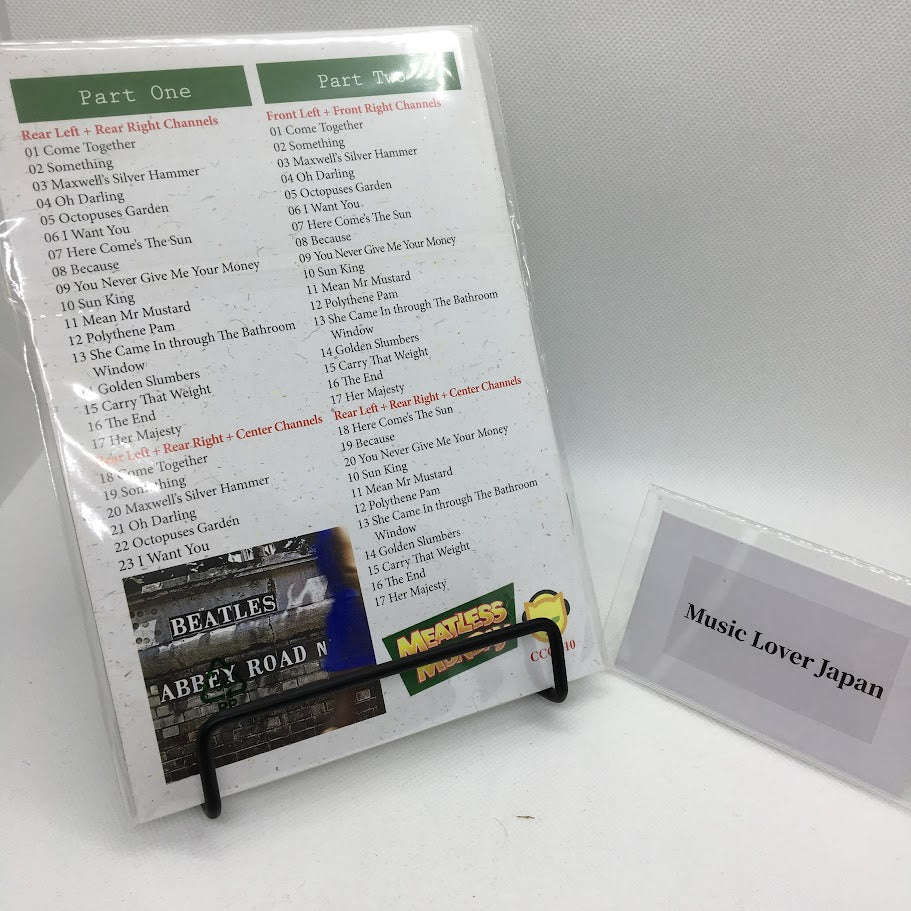 Part One
Rear Left + Rear Right Channels
01 Come Together
02 Something
03 Maxwell's Silver Hammer
04 Oh Darling
05 Octopuses Garden
06 I Want You
07 Here Come's The Sun
08 Because
09 You Never Give Me Your Money
10 Sun King
11 Mean Mr Mustard
12 Polythene Pam
13 She Came In through The Bathroom
Window
Golden Slumbers
15 Carry That Weight
16 The End
17 Her Majesty
Rear Left + Rear Right + Center Channels
18 Come Together
19 Something
20 Maxwell's Silver Hammer
21 Oh Darling
22 Octopuses Garden
23 I Want You
Part Two
Front Left + Front Right Channels
01 Come Together
02 Something
03 Maxwell's Silver Hammer
04 Oh Darling
05 Octopuses Garden
06 I Want You
07 Here Come's The Sun
08 Because
09 You Never Give Me Your Money
10 Sun King
11 Mean Mr Mustard
12 Polythene Pam
13 She Came In through The Bathroom
Window
14 Golden Slumbers
15 Carry That Weight
16 The End
17 Her Majesty
Rear Left + Rear Right + Center Channels
18 Here Come's The Sun
19 Because
20 You Never Give Me Your Money
10 Sun King
11 Mean Mr Mustard
12 Polythene Pam
13 She Came In through The Bathroom
Window
14 Golden Slumbers
15 Carry That Weight
16 The End
17 Her Majesty
BEATLES
ABBEY ROAD N
PP
MEATLESS
MONDAY
Music Lover Japan